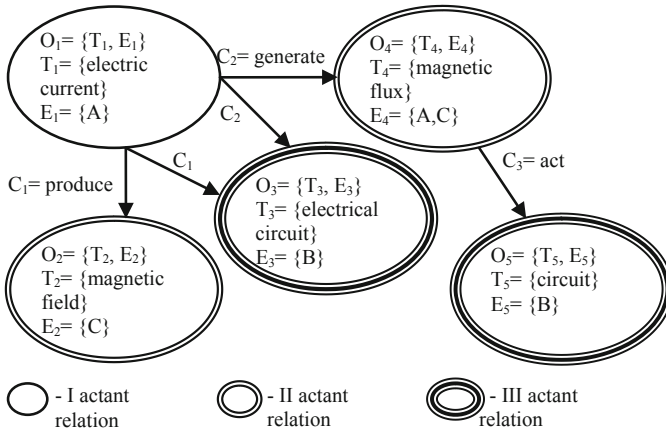 O₁= {T₁, E₁}
T₁= {electric
current}
E₁= {A}
C₂= generate
O₄= {T₄, E₄}
T₄= {magnetic
flux}
E₄= {A,C}
C₂
C₁
C₁= produce
C₃= act
O₃= {T₃, E₃}
T₃= {electrical
circuit}
E₃= {B}
O₂= {T₂, E₂}
T₂= {magnetic
field}
E₂= {C}
O₅= {T₅, E₅}
T₅= {circuit}
E₅= {B}
- I actant
relation
- II actant
relation
- III actant
relation